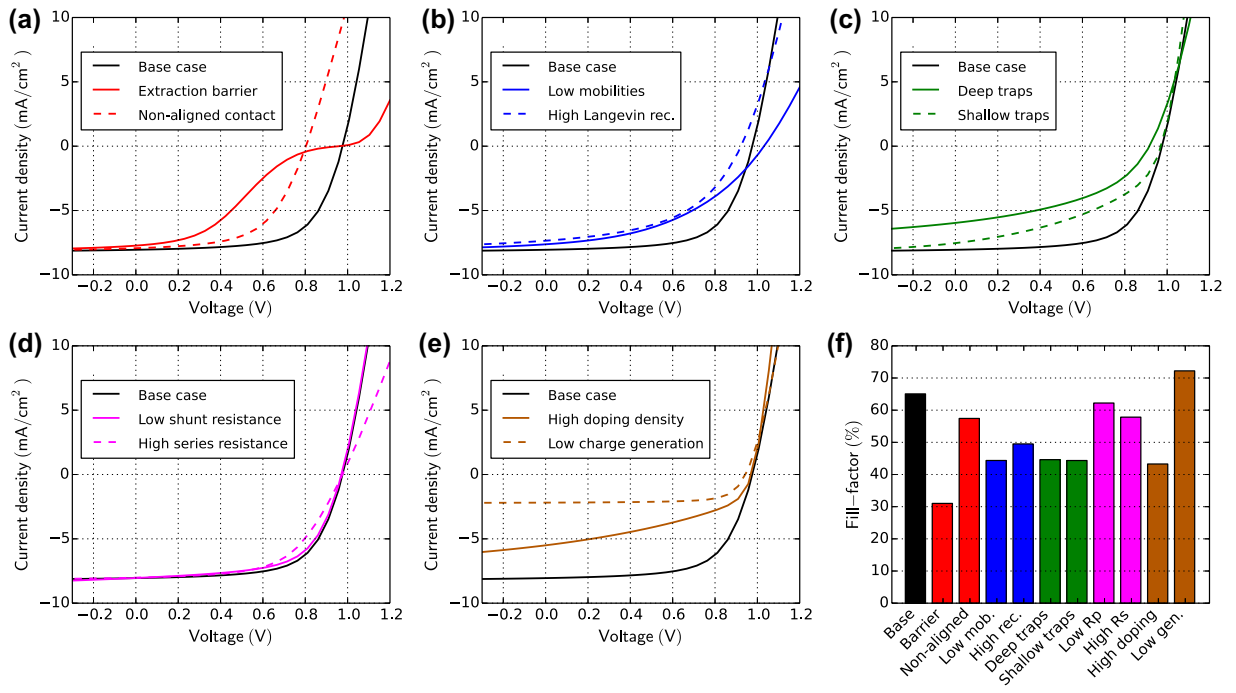 (a)
10
5
0
−5
−10
Current density (mA/cm²)
Base case
Extraction barrier
Non-aligned contact
−0.2 0.0 0.2 0.4 0.6 0.8 1.0 1.2
Voltage (V)
(b)
10
5
0
−5
−10
Current density (mA/cm²)
Base case
Low mobilities
High Langevin rec.
−0.2 0.0 0.2 0.4 0.6 0.8 1.0 1.2
Voltage (V)
(c)
10
5
0
−5
−10
Current density (mA/cm²)
Base case
Deep traps
Shallow traps
−0.2 0.0 0.2 0.4 0.6 0.8 1.0 1.2
Voltage (V)
(d)
10
5
0
−5
−10
Current density (mA/cm²)
Base case
Low shunt resistance
High series resistance
−0.2 0.0 0.2 0.4 0.6 0.8 1.0 1.2
Voltage (V)
(e)
10
5
0
−5
−10
Current density (mA/cm²)
Base case
High doping density
Low charge generation
−0.2 0.0 0.2 0.4 0.6 0.8 1.0 1.2
Voltage (V)
(f)
80
70
60
50
40
30
20
10
0
Fill−factor (%)
Base
Barrier
Non-aligned
Low mob.
High rec.
Deep traps
Shallow traps
Low Rp
High Rs
High doping
Low gen.